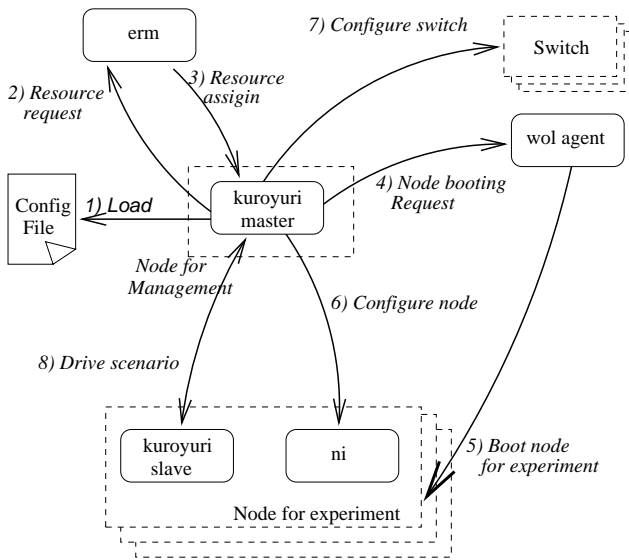 erm
7) Configure switch
Switch
2) Resource
request
3) Resource
assigin
wol agent
Config
File
1) Load
kuroyuri
master
4) Node booting
Request
Node for
Management
6) Configure node
8) Drive scenario
kuroyuri
slave
ni
5) Boot node
for experiment
Node for experiment